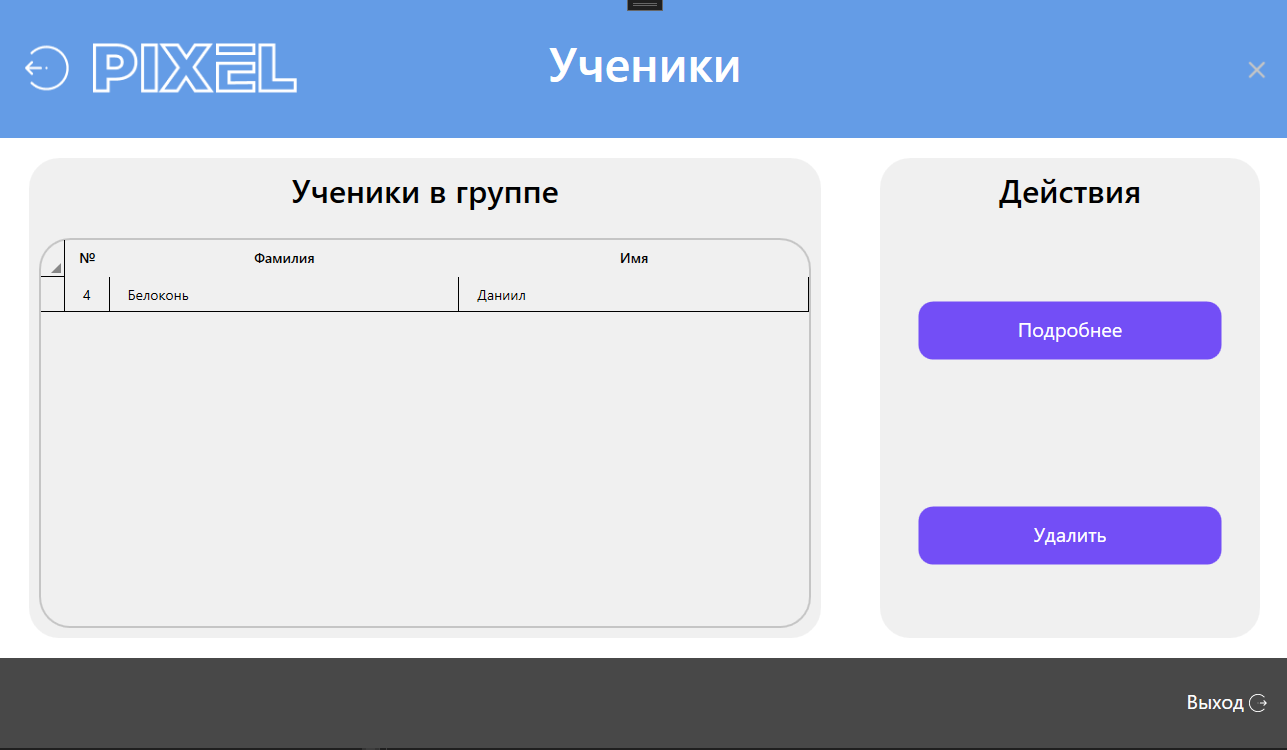 PIXEL
Ученики
Ученики в группе
№ Фамилия Имя
4 Белоконь Даниил
Действия
Подробнее
Удалить
Выход